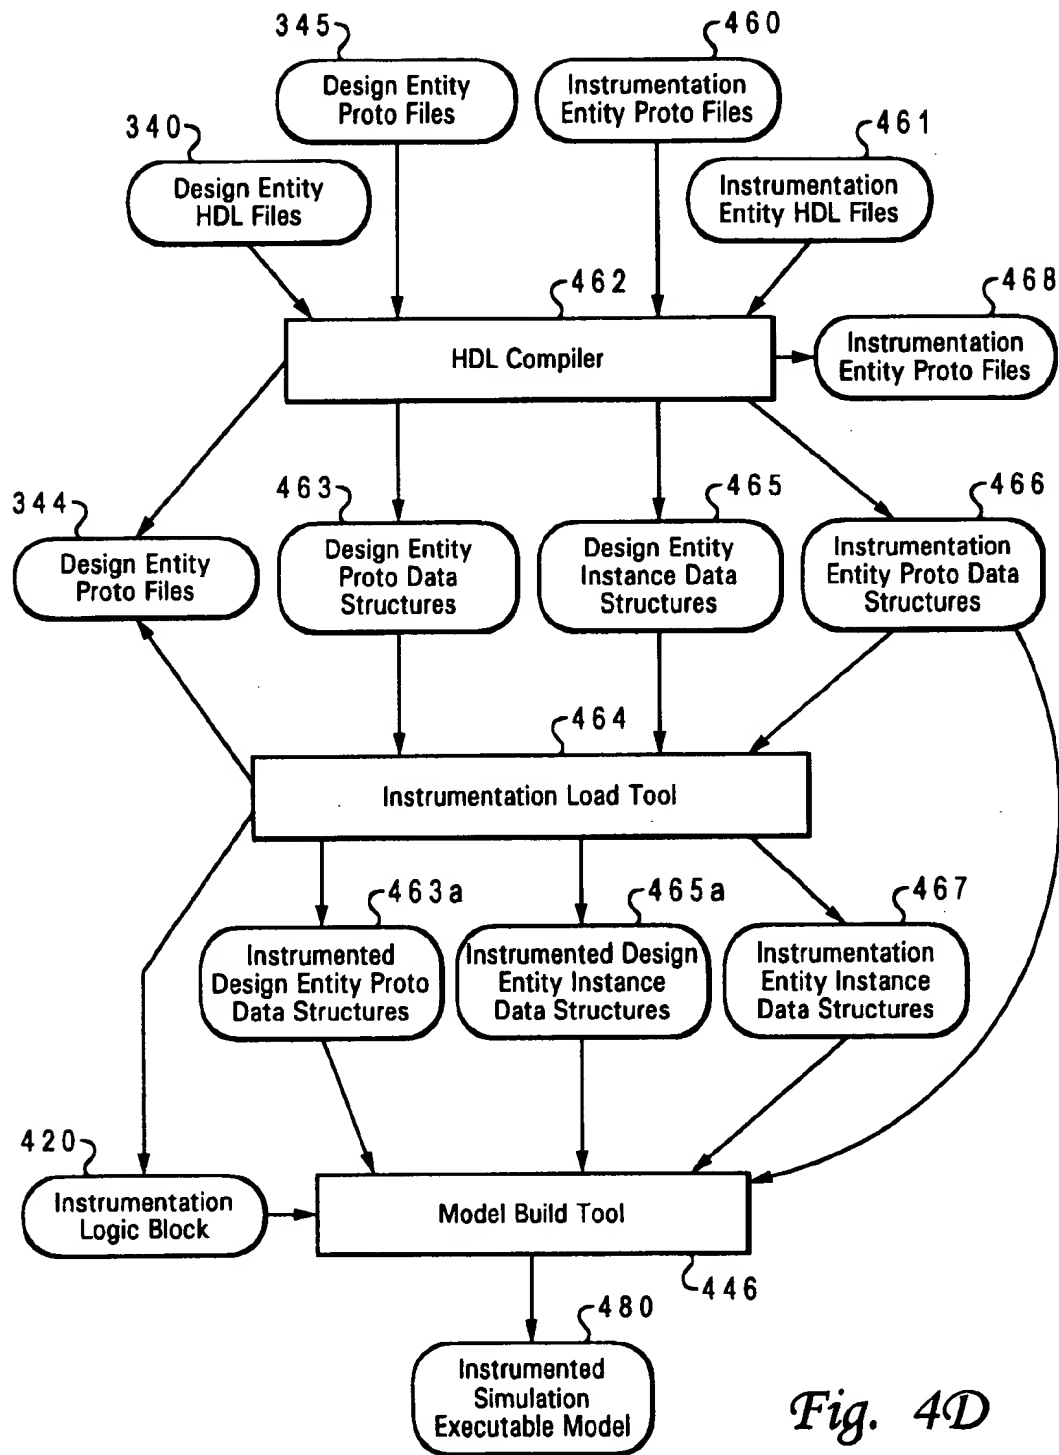 345
460
Design Entity
Proto Files
Instrumentation
Entity Proto Files
340
461
Design Entity
HDL Files
Instrumentation
Entity HDL Files
462
468
HDL Compiler
Instrumentation
Entity Proto Files
463
465
466
344
Design Entity
Proto Files
Design Entity
Proto Data
Structures
Design Entity
Instance Data
Structures
Instrumentation
Entity Proto Data
Structures
464
Instrumentation Load Tool
463a
465a
467
Instrumented
Design Entity Proto
Data Structures
Instrumented Design
Entity Instance
Data Structures
Instrumentation
Entity Instance
Data Structures
420
Instrumentation
Logic Block
Model Build Tool
446
480
Instrumented
Simulation
Executable Model
Fig. 4D